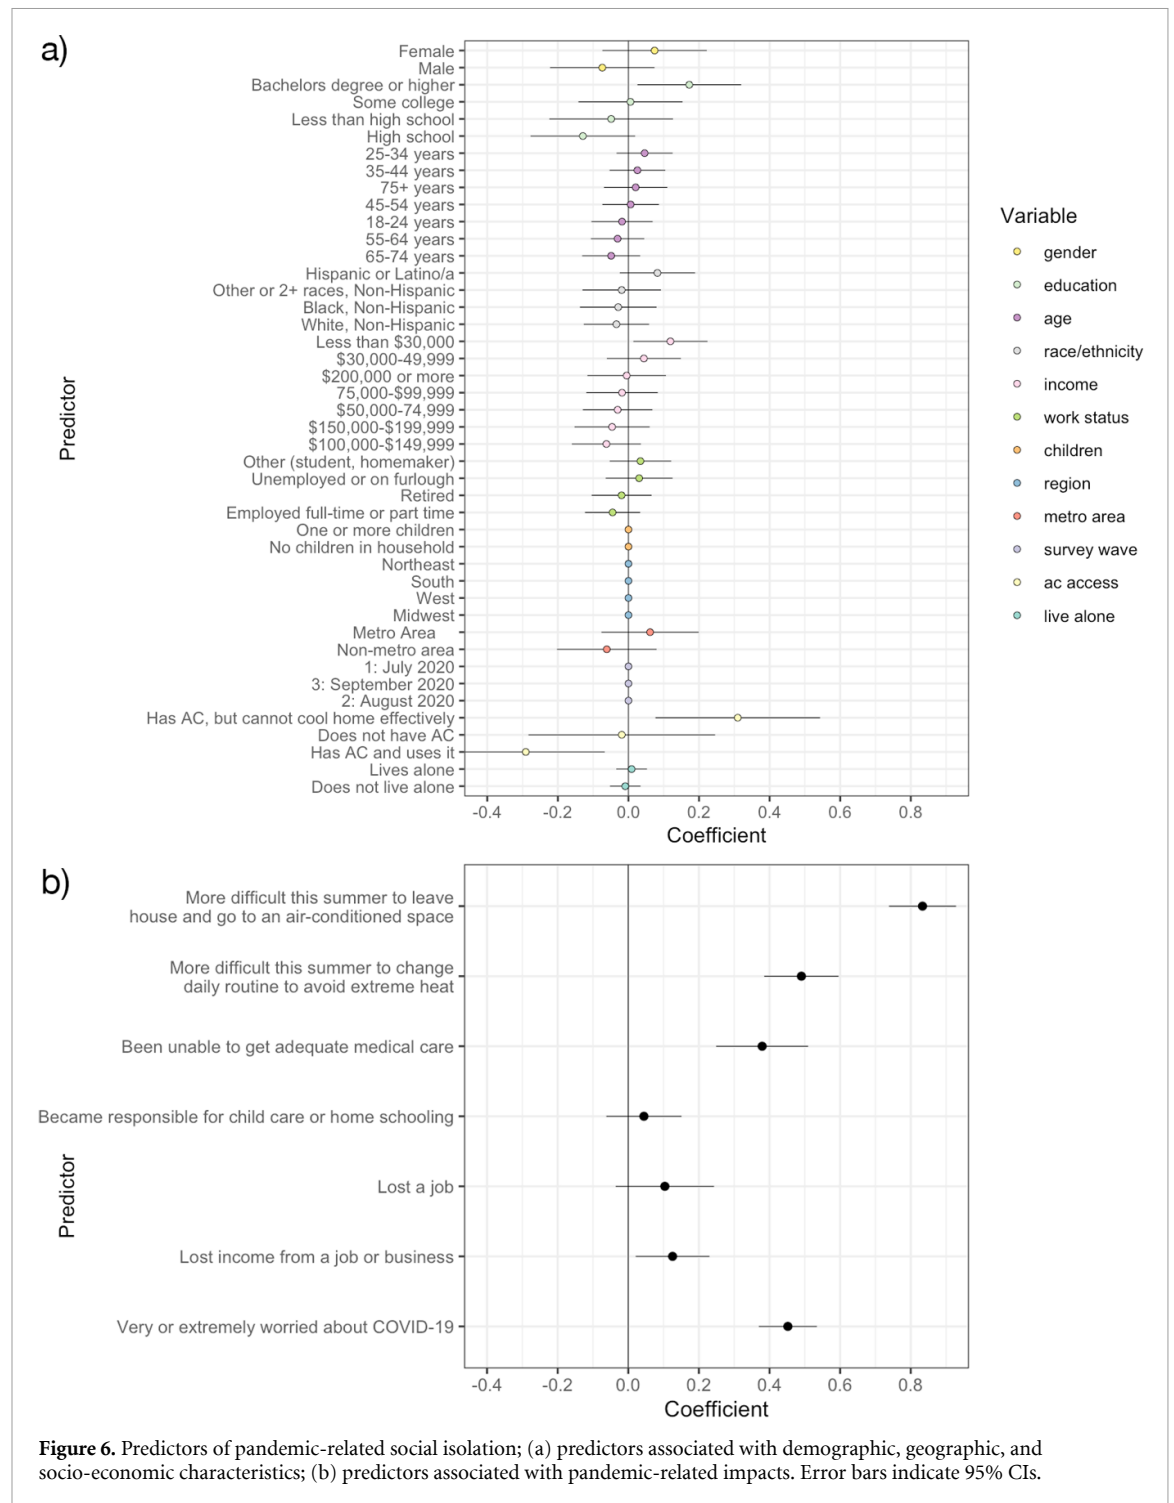 a)
Female
Male
Bachelors degree or higher
Some college
Less than high school
High school
25-34 years
35-44 years
75+ years
45-54 years
18-24 years
55-64 years
65-74 years
Hispanic or Latino/a
Other or 2+ races, Non-Hispanic
Black, Non-Hispanic
White, Non-Hispanic
Less than $30,000
$30,000-49,999
$200,000 or more
75,000-$99,999
$50,000-74,999
$150,000-$199,999
$100,000-$149,999
Other (student, homemaker)
Unemployed or on furlough
Retired
Employed full-time or part time
One or more children
No children in household
Northeast
South
West
Midwest
Metro Area
Non-metro area
1: July 2020
3: September 2020
2: August 2020
Has AC, but cannot cool home effectively
Does not have AC
Has AC and uses it
Lives alone
Does not live alone
Predictor
-0.4 -0.2 0.0 0.2 0.4 0.6 0.8
Coefficient
Variable
gender
education
age
race/ethnicity
income
work status
children
region
metro area
survey wave
ac access
live alone
b)
More difficult this summer to leave
house and go to an air-conditioned space
More difficult this summer to change
daily routine to avoid extreme heat
Been unable to get adequate medical care
Became responsible for child care or home schooling
Lost a job
Lost income from a job or business
Very or extremely worried about COVID-19
Predictor
-0.4 -0.2 0.0 0.2 0.4 0.6 0.8
Coefficient
Figure 6. Predictors of pandemic-related social isolation; (a) predictors associated with demographic, geographic, and
socio-economic characteristics; (b) predictors associated with pandemic-related impacts. Error bars indicate 95% CIs.